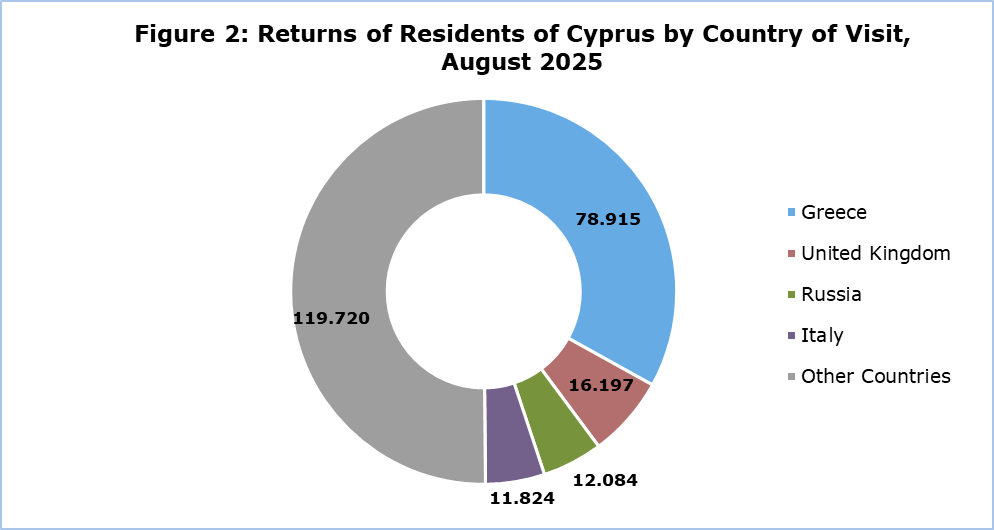 Figure 2: Returns of Residents of Cyprus by Country of Visit,
August 2025
78.915
16.197
12.084
11.824
119.720
Greece
United Kingdom
Russia
Italy
Other Countries